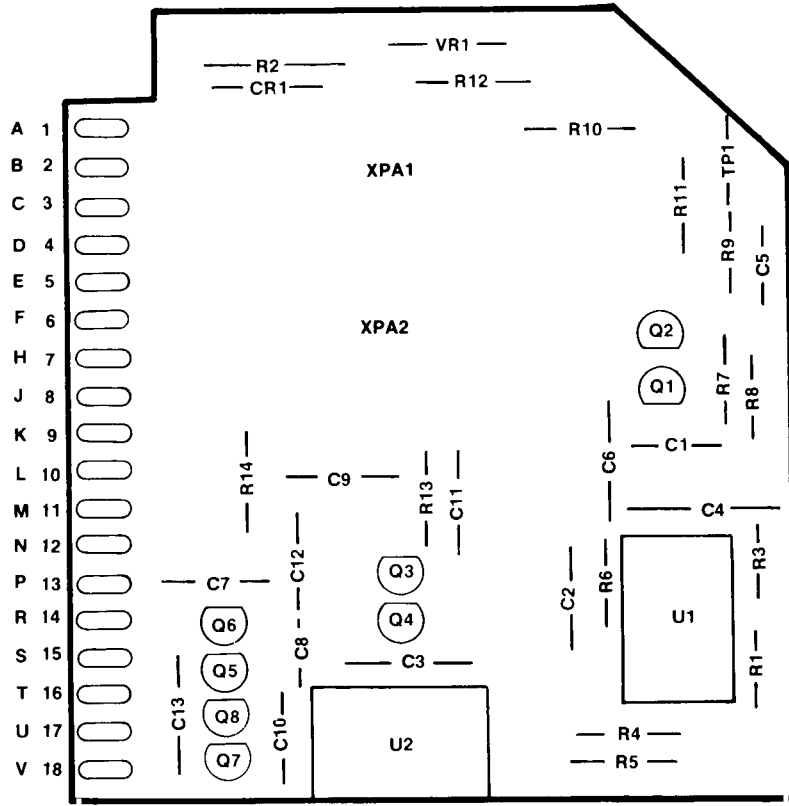 VR1
R2
CR1
R12
A 1
R10
B 2
XPA1
TP1
C 3
R11
D 4
R9
C5
E 5
F 6
XPA2
Q2
H 7
R7
J 8
Q1
R8
K 9
C1
C6
L 10
R14
C9
R13
C11
M 11
C4
N 12
C12
R3
P 13
C7
Q3
C2
R6
R 14
Q6
Q4
U1
S 15
C8
C3
R1
Q5
T 16
C13
Q8
C10
U 17
U2
R4
V 18
Q7
R5